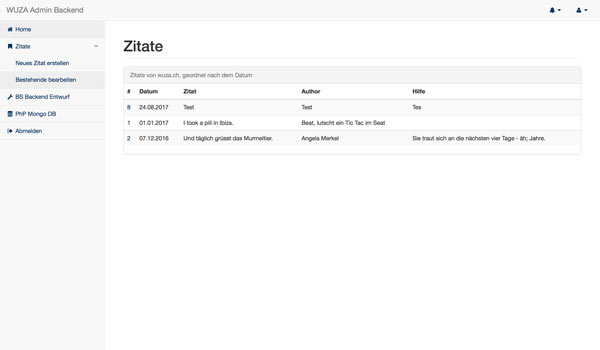 WUZA Admin Backend
Home
Zitate
Neues Zitat erstellen
Bestehende bearbeiten
BS Backend Entwurf
PhP Mongo DB
Abmelden
Zitate
Zitate von wuza.ch, geordnet nach dem Datum
# Datum Zitat Author Hilfe
8 24.08.2017 Test Test Tes
1 01.01.2017 I took a pill in Ibiza. Beat, lutscht ein Tic Tac im Seat
2 07.12.2016 Und täglich grüsst das Murmeltier. Angela Merkel Sie traut sich an die nächsten vier Tage - äh; Jahre.